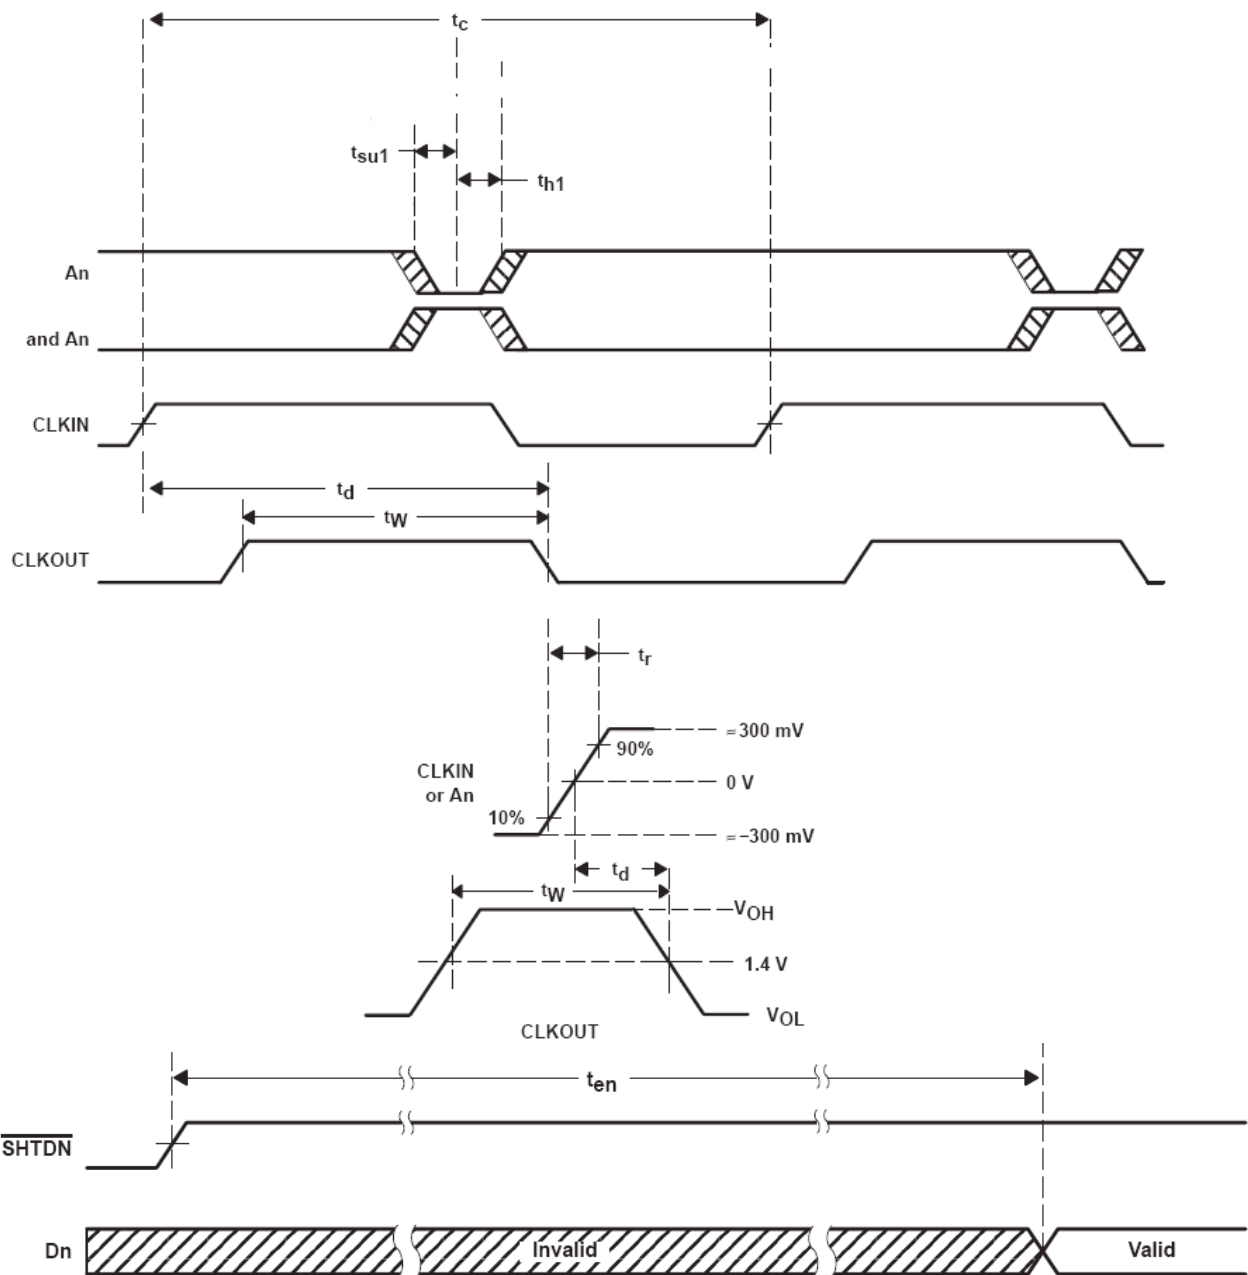 tc
tsu1
th1
An
and An
CLKIN
td
tW
CLKOUT
tr
≈ 300 mV
90%
CLKIN
or An
0 V
10%
≈ −300 mV
td
tW
VOH
1.4 V
VOL
CLKOUT
ten
SHTDN
Dn
Invalid
Valid